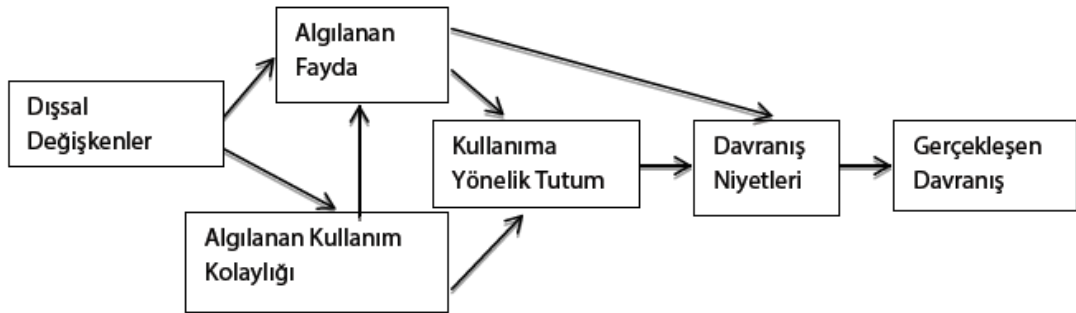 Algılanan
Fayda
Dışsal
Değişkenler
Kullanıma
Yönelik Tutum
Davranış
Niyetleri
Gerçekleşen
Davranış
Algılanan Kullanım
Kolaylığı